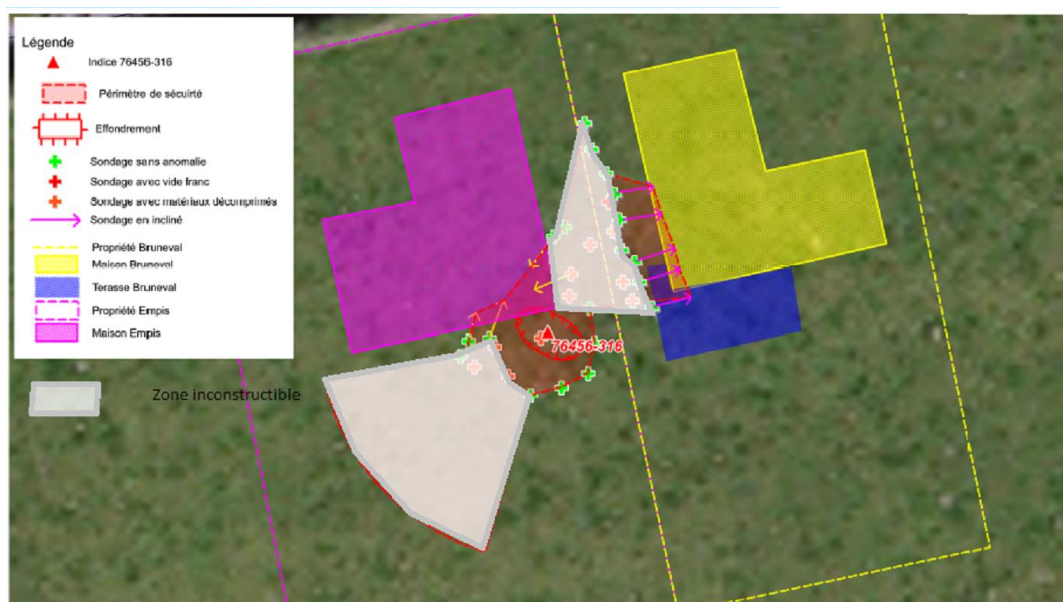 Légende
Indice 76456-316
Périmètre de sécuirté
Effondrement
Sondage sans anomalie
Sondage avec vide franc
Sondage avec matériaux décomprimés
Sondage en incliné
Propriété Bruneval
Maison Bruneval
Terasse Bruneval
Propriété Empis
Maison Empis
Zone inconstructible
76456-316